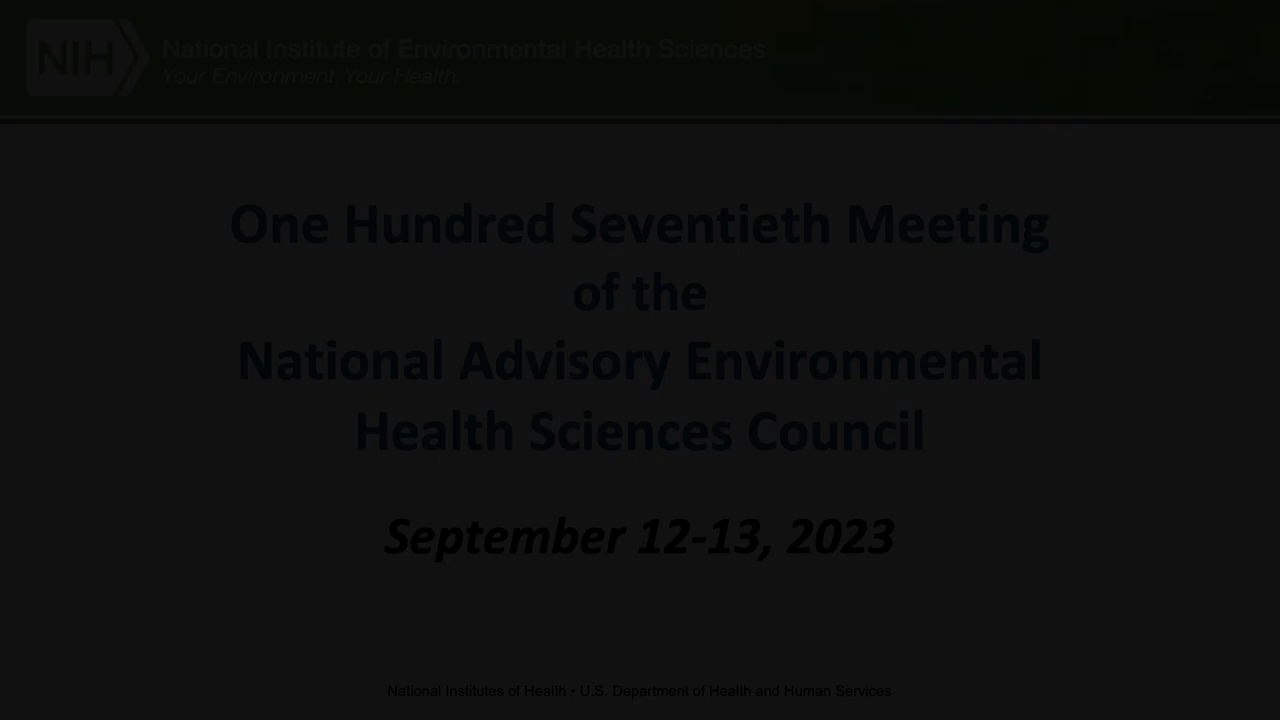 NIH
National Institute of Environmental Health Sciences
Your Environment. Your Health.
One Hundred Seventieth Meeting
of the
National Advisory Environmental
Health Sciences Council
September 12-13, 2023
National Institutes of Health • U.S. Department of Health and Human Services